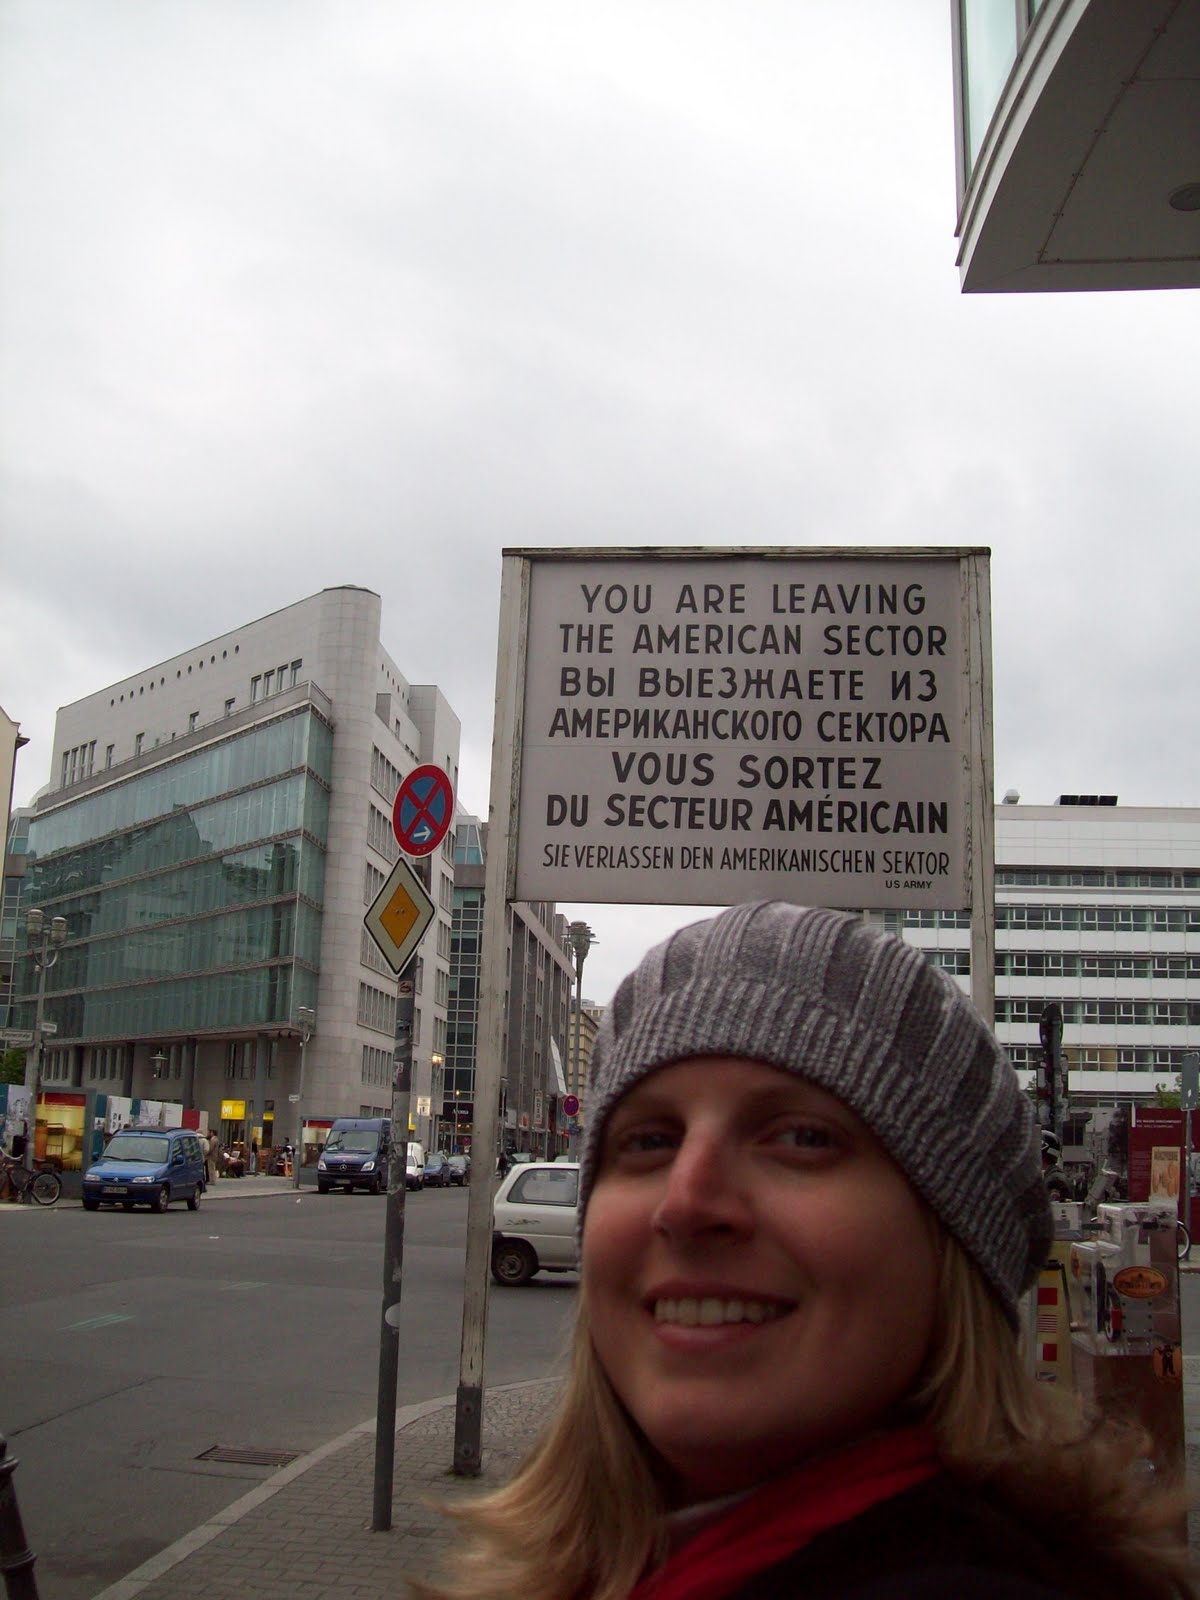 YOU ARE LEAVING
THE AMERICAN SECTOR
ВЫ ВЫЕЗЖАЕТЕ ИЗ
АМЕРИКАНСКОГО СЕКТОРА
VOUS SORTEZ
DU SECTEUR AMÉRICAIN
SIE VERLASSEN DEN AMERIKANISCHEN SEKTOR
US ARMY